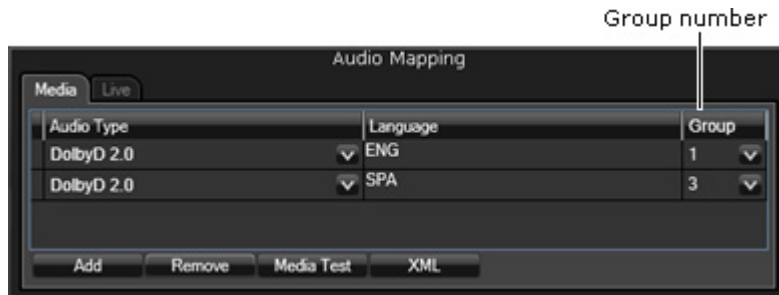 Group number
Audio Mapping
Media Live
Audio Type Language Group
DolbyD 2.0 ENG 1
DolbyD 2.0 SPA 3
Add Remove Media Test XML